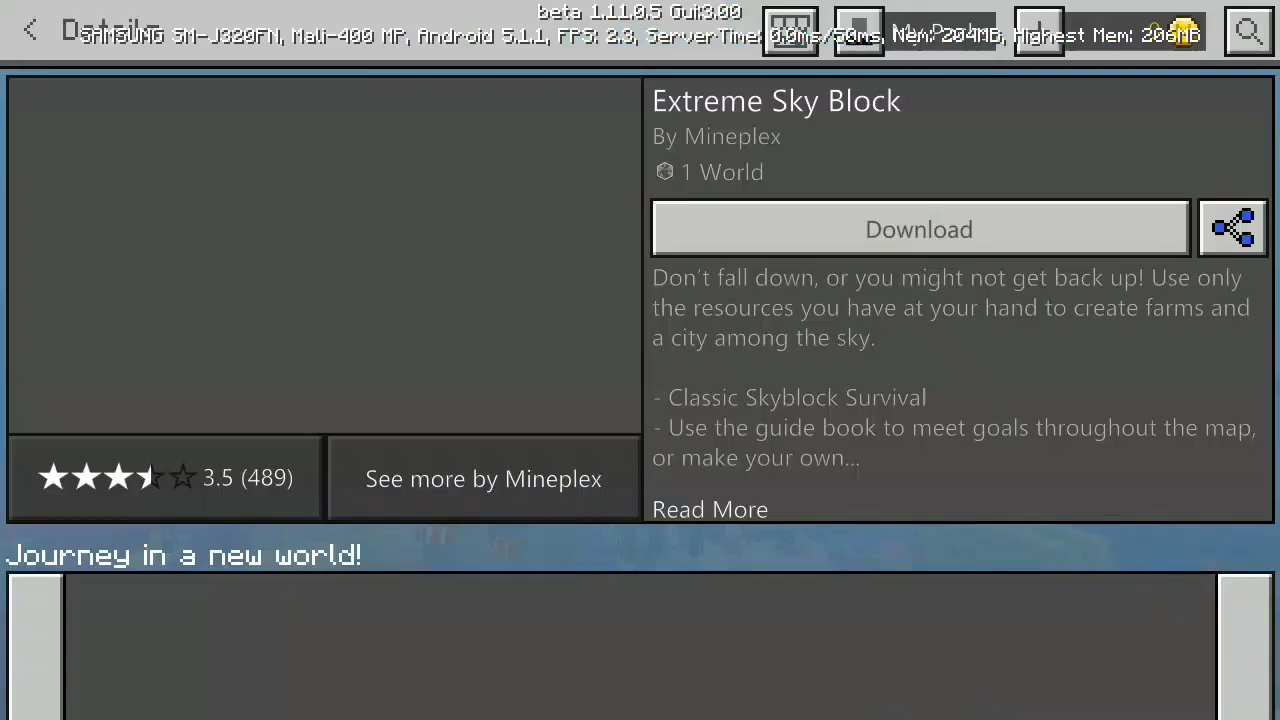 beta 1.11.0.5 Gui:3.00
Details
SAMSUNG SM-J320FN, Mali-400 MP, Android 5.1.1, FPS: 2.3, ServerTime: 0.0ms/50ms, Mem: 204MB, Highest Mem: 206MB
Extreme Sky Block
By Mineplex
1 World
Download
Don't fall down, or you might not get back up! Use only
the resources you have at your hand to create farms and
a city among the sky.
- Classic Skyblock Survival
- Use the guide book to meet goals throughout the map,
or make your own...
Read More
3.5 (489)
See more by Mineplex
Journey in a new world!